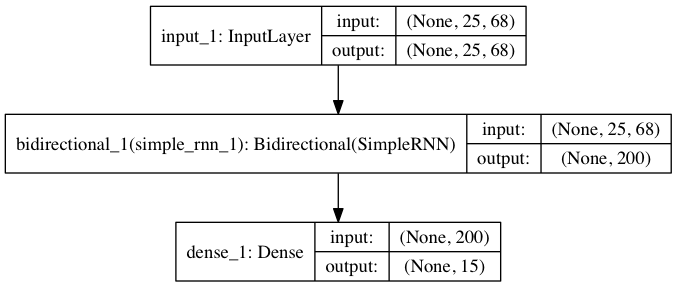 input_1: InputLayer
input: (None, 25, 68)
output: (None, 25, 68)
bidirectional_1(simple_rnn_1): Bidirectional(SimpleRNN)
input: (None, 25, 68)
output: (None, 200)
dense_1: Dense
input: (None, 200)
output: (None, 15)